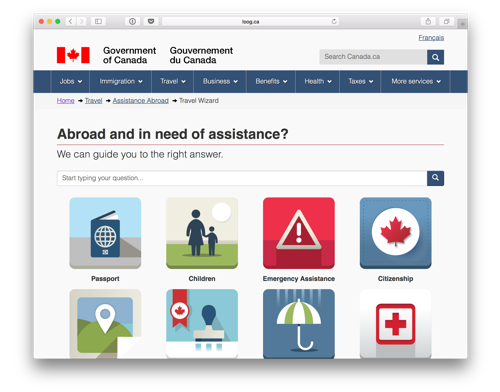 loog.ca
Français
Government of Canada
Gouvernement du Canada
Search Canada.ca
Jobs Immigration Travel Business Benefits Health Taxes More services
Home Travel Assistance Abroad Travel Wizard
Abroad and in need of assistance?
We can guide you to the right answer.
Start typing your question...
Passport Children Emergency Assistance Citizenship